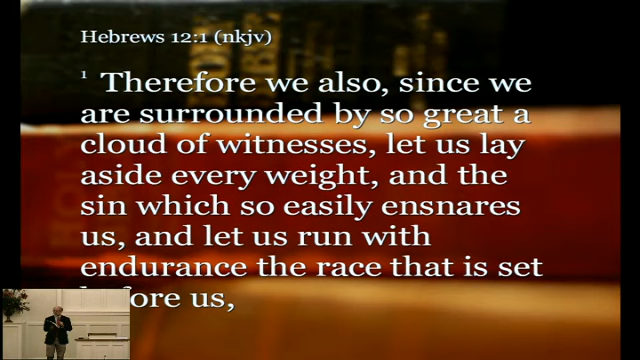 Hebrews 12:1 (nkjv)
1 Therefore we also, since we
are surrounded by so great a
cloud of witnesses, let us lay
aside every weight, and the
sin which so easily ensnares
us, and let us run with
endurance the race that is set
before us,